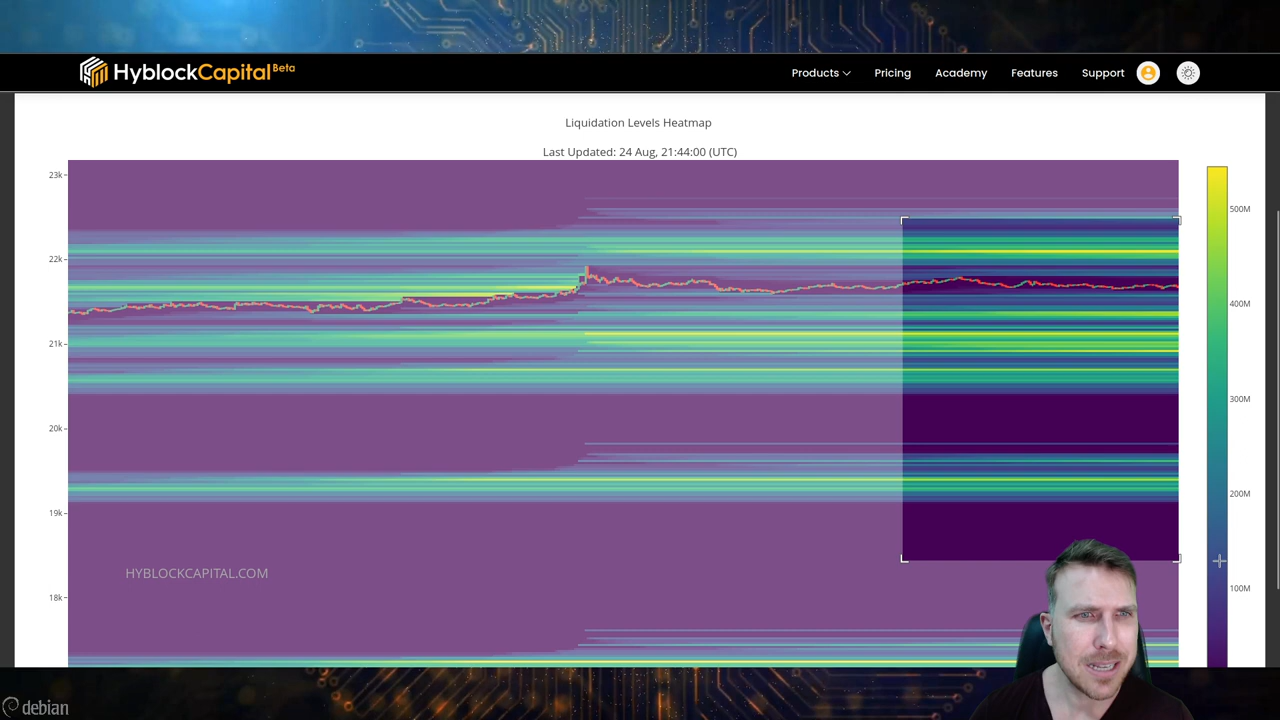 HyblockCapital Beta
Products Pricing Academy Features Support
Liquidation Levels Heatmap
Last Updated: 24 Aug, 21:44:00 (UTC)
23k
22k
21k
20k
19k
18k
500M
400M
300M
200M
100M
HYBLOCKCAPITAL.COM
debian